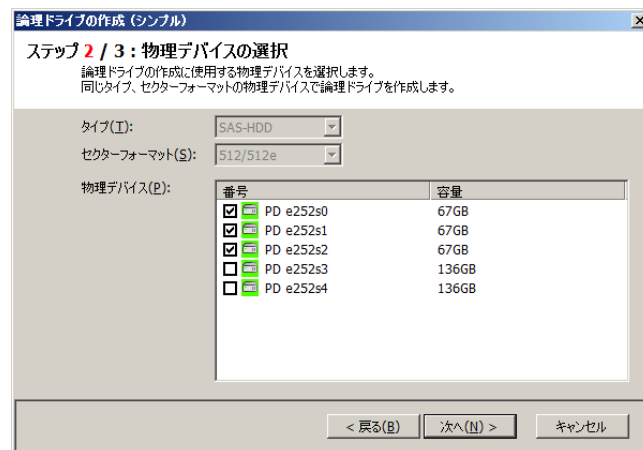 論理ドライブの作成 (シンプル)
ステップ 2 / 3 : 物理デバイスの選択
論理ドライブの作成に使用する物理デバイスを選択します。
同じタイプ、セクターフォーマットの物理デバイスで論理ドライブを作成します。
タイプ(T): SAS-HDD
セクターフォーマット(S): 512/512e
物理デバイス(P):
番号 容量
PD e252s0 67GB
PD e252s1 67GB
PD e252s2 67GB
PD e252s3 136GB
PD e252s4 136GB
< 戻る(B) 次へ(N) > キャンセル